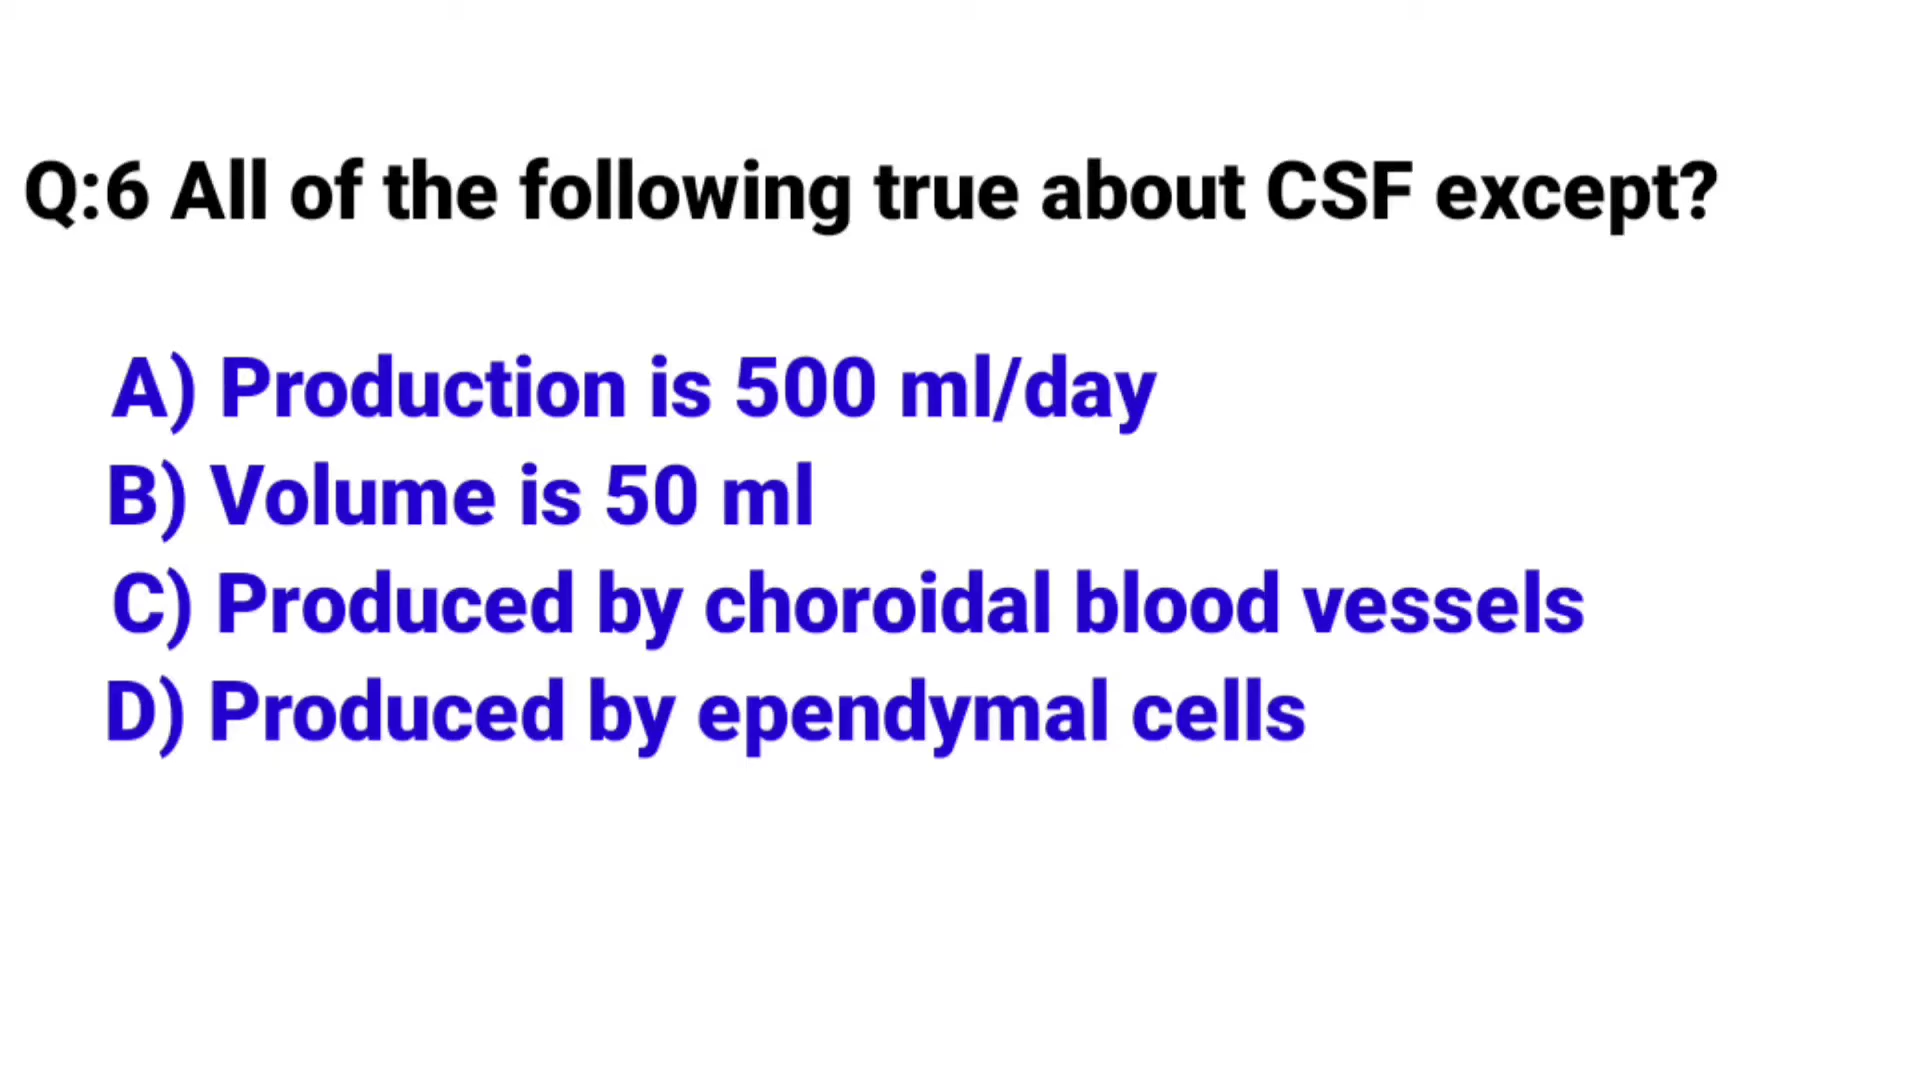 Q:6 All of the following true about CSF except?
A) Production is 500 ml/day
B) Volume is 50 ml
C) Produced by choroidal blood vessels
D) Produced by ependymal cells